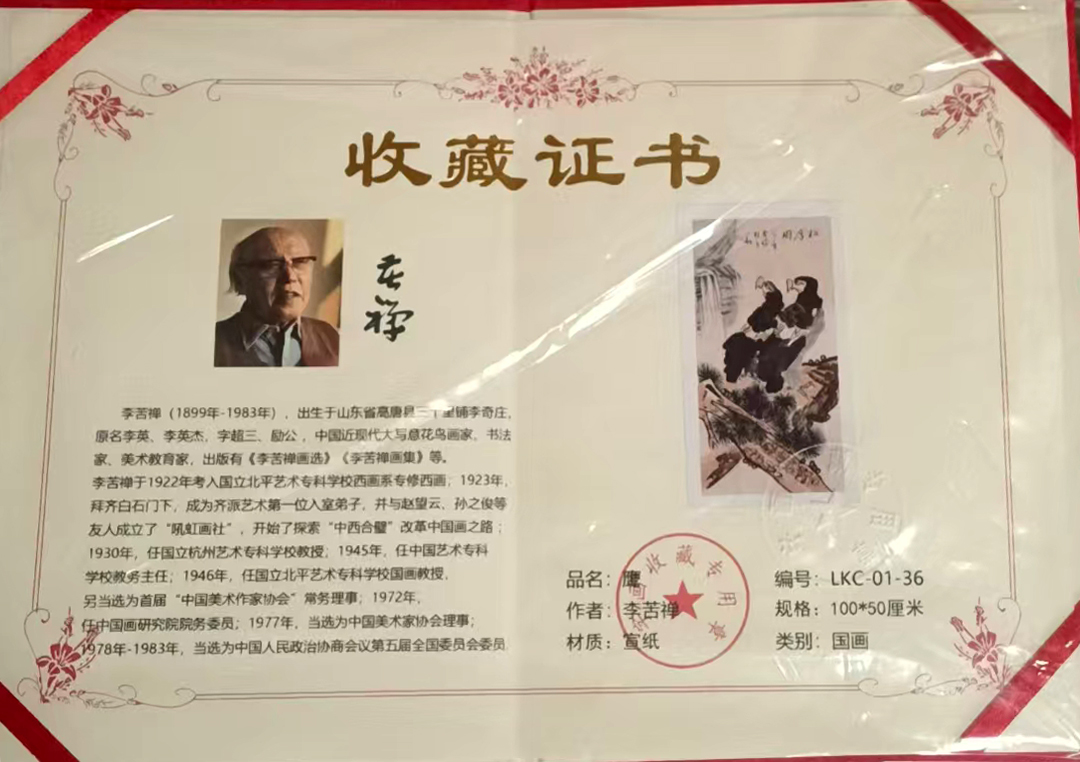 收藏证书
苦禅
松鹰图
李苦禅（1899年-1983年），出生于山东省高唐县三十里铺李奇庄，
原名李英、李英杰，字超三、励公，中国近现代大写意花鸟画家，书法
家、美术教育家，出版有《李苦禅画选》《李苦禅画集》等。
李苦禅于1922年考入国立北平艺术专科学校西画系专修西画；1923年，
拜齐白石门下，成为齐派艺术第一位入室弟子，并与赵望云、孙之俊等
友人成立了“吼虹画社”，开始了探索“中西合璧”改革中国画之路；
1930年，任国立杭州艺术专科学校教授；1945年，任中国艺术专科
学校教务主任；1946年，任国立北平艺术专科学校国画教授，
另当选为首届“中国美术作家协会”常务理事；1972年，
任中国画研究院院务委员；1977年，当选为中国美术家协会理事；
1978年-1983年，当选为中国人民政治协商会议第五届全国委员会委员
品名：鹰
编号：LKC-01-36
作者：李苦禅
规格：100*50厘米
材质：宣纸
类别：国画
画收藏专用章